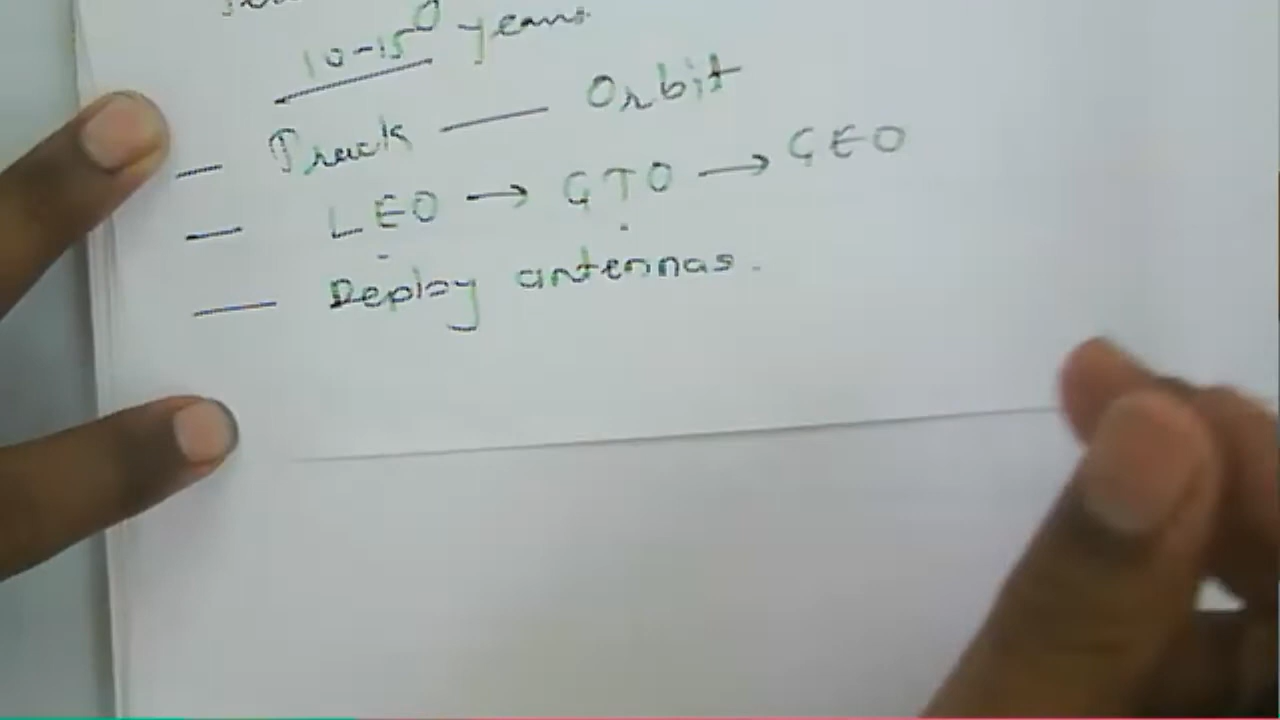 10-15 years
— Track — Orbit
— LEO → GTO → GEO
— Deploy antennas.